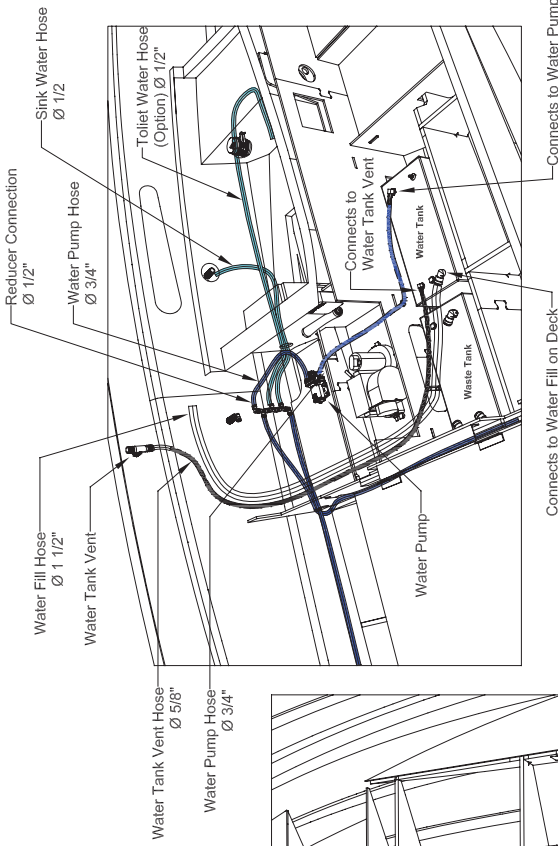 Water Fill Hose
Ø 1 1/2"
Water Tank Vent
Water Tank Vent Hose
Ø 5/8"
Water Pump Hose
Ø 3/4"
Reducer Connection
Ø 1/2"
Water Pump Hose
Ø 3/4"
Sink Water Hose
Ø 1/2
Toliet Water Hose
(Option) Ø 1/2"
Connects to
Water Tank Vent
Water Tank
Waste Tank
Water Pump
Connects to Water Fill on Deck
Connects to Water Pump